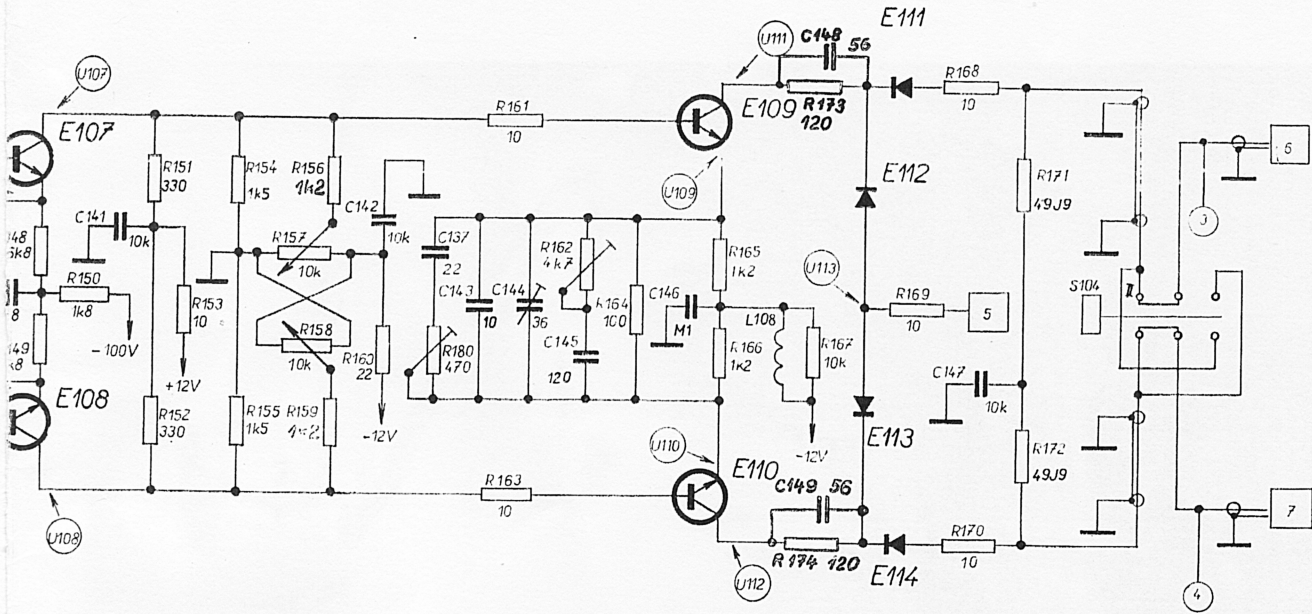 E111
C148 56
U111
U107
R161
10
E109
R173
120
R168
10
E107
R151
330
R154
1k5
R156
1k2
U109
E112
R171
49J9
6
3
C141
10k
C142
10k
R157
10k
C137
22
R162
4k7
R165
1k2
U113
S104
II
R150
1k8
R153
10
C143
10
C144
36
R164
100
C146
M1
L108
R169
10
5
-100V
R158
10k
R160
22
R180
470
C145
120
R166
1k2
R167
10k
+12V
C147
10k
E108
R152
330
R155
1k5
R159
1k2
-12V
E113
-12V
U110
E110
R172
49J9
R163
10
C149 56
U108
R174 120
E114
R170
10
U112
7
4